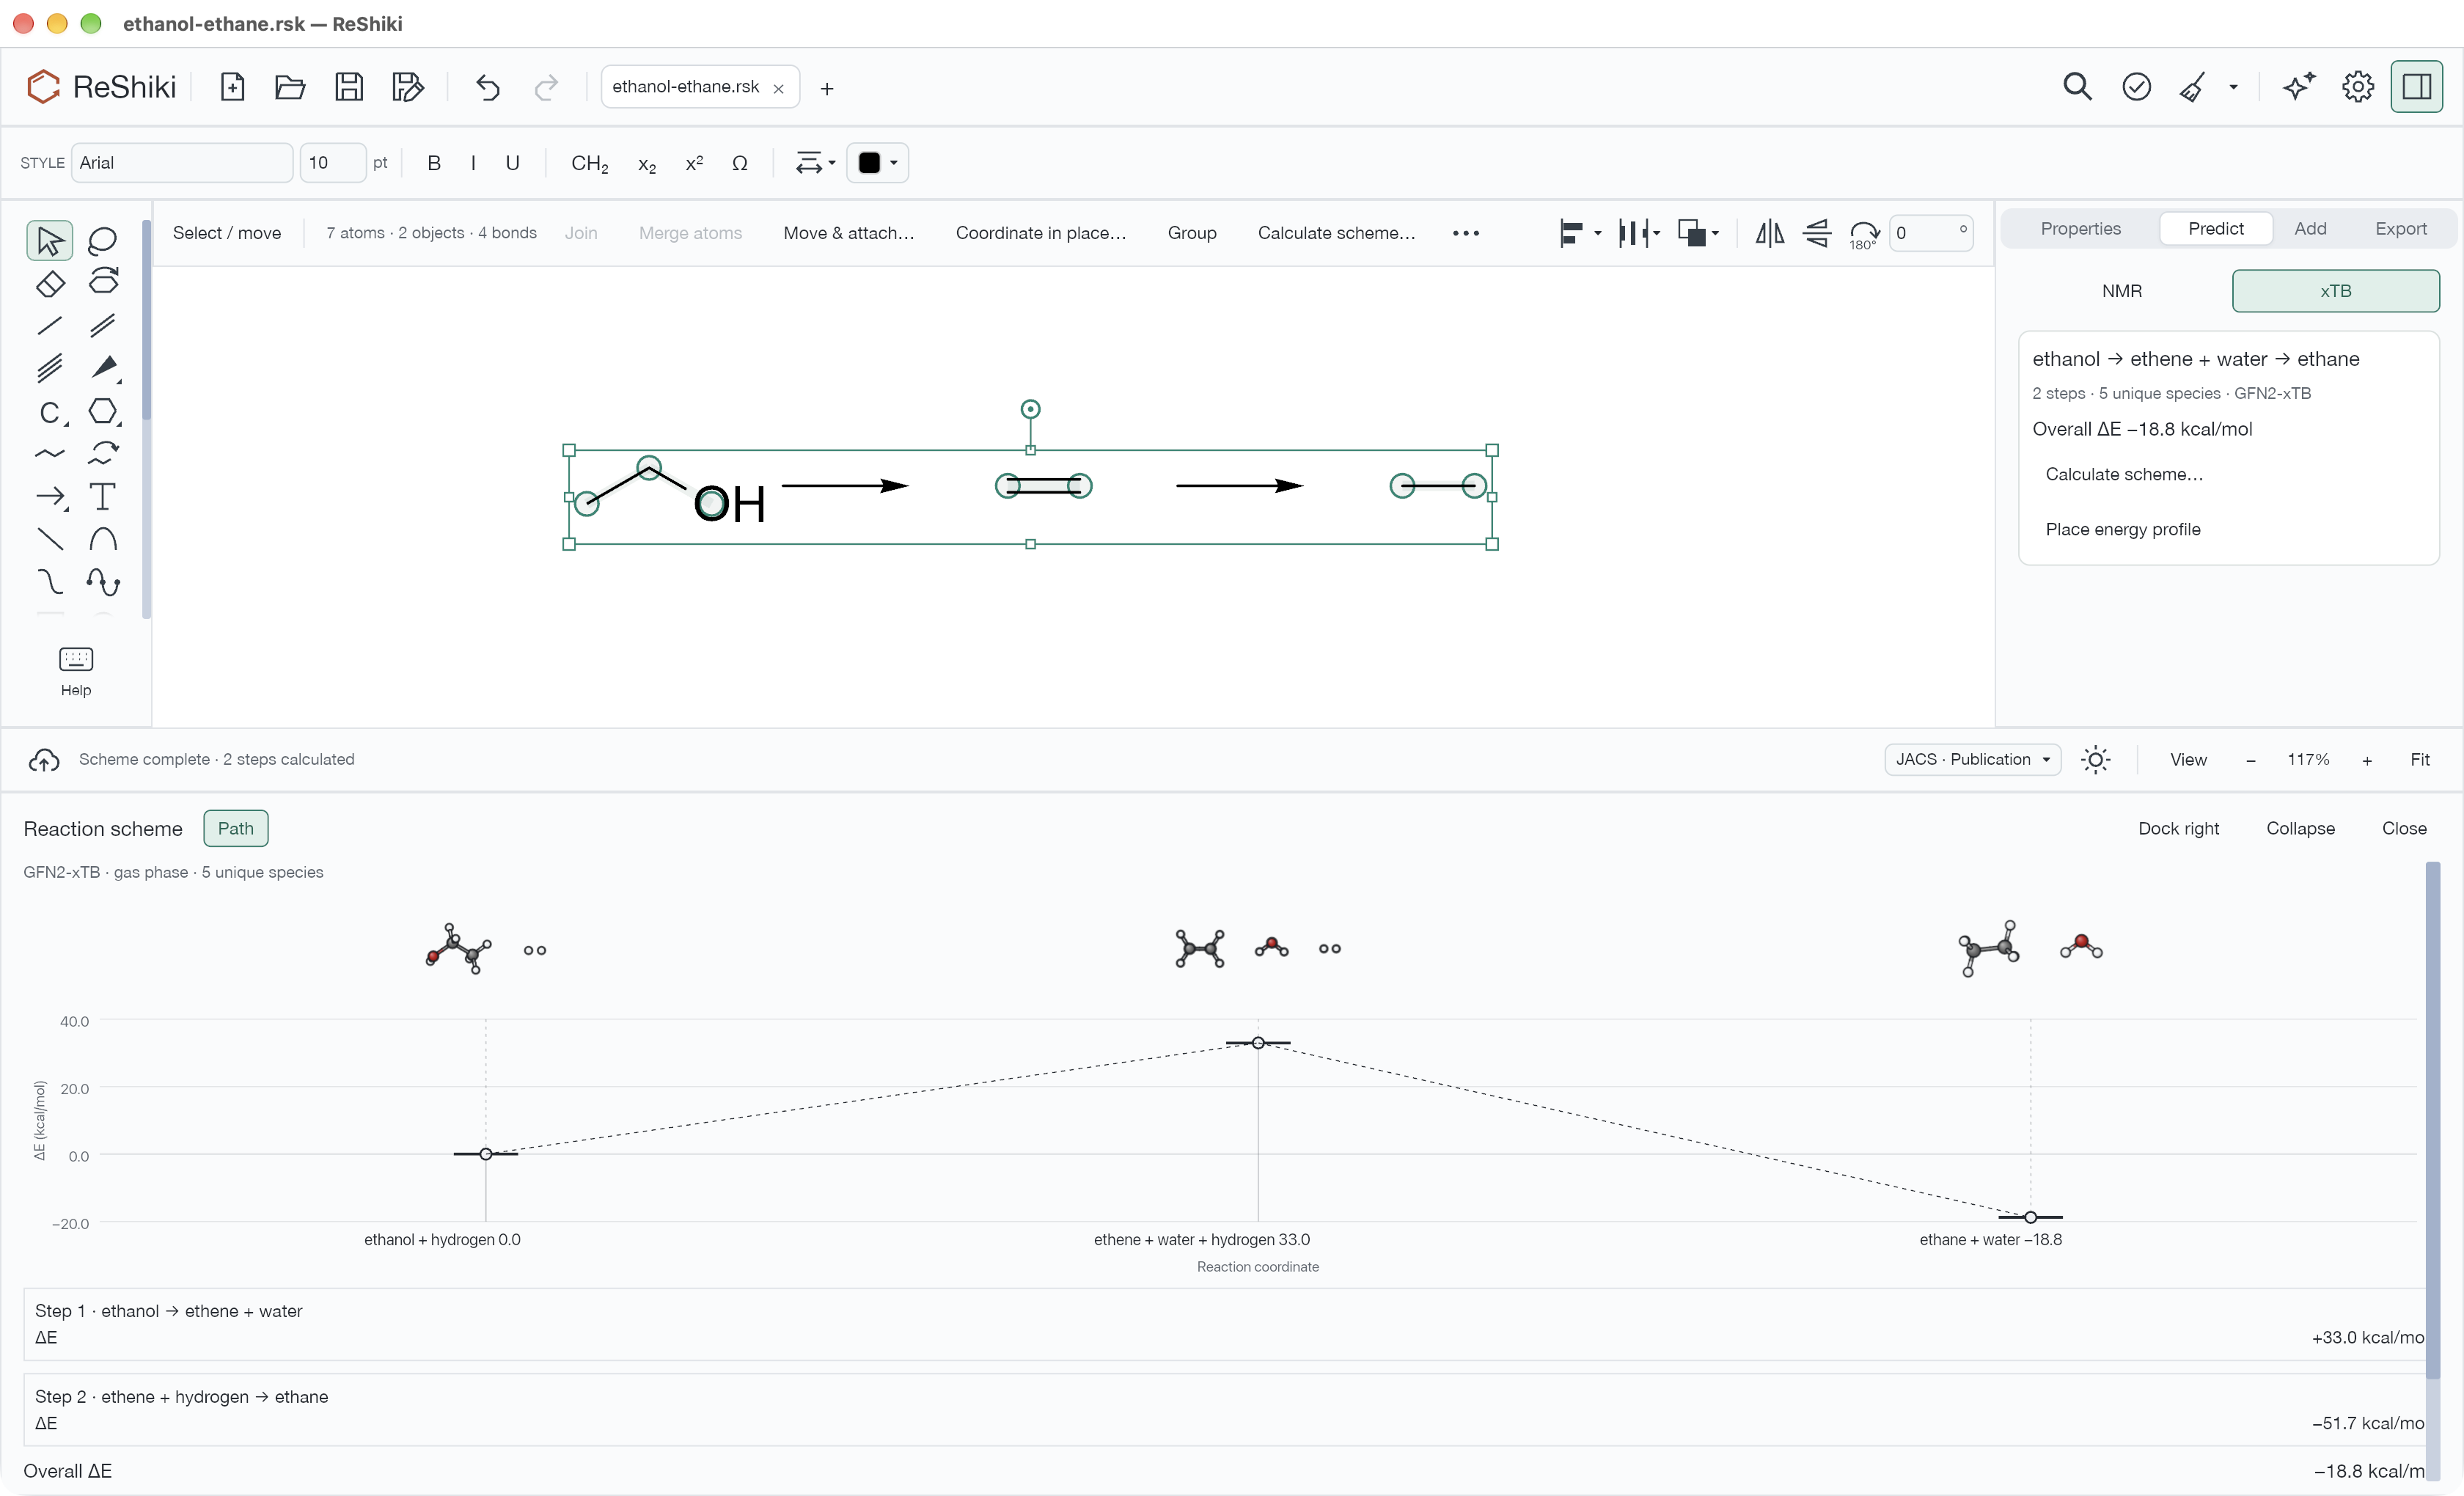 ethanol-ethane.rsk — ReShiki
ReShiki
ethanol-ethane.rsk ×
+
STYLE Arial 10 pt B I U CH₂ x₂ x² Ω
Select / move 7 atoms · 2 objects · 4 bonds Join Merge atoms Move & attach... Coordinate in place... Group Calculate scheme... ••• 180° 0 °
Properties Predict Add Export
NMR xTB
ethanol → ethene + water → ethane
2 steps · 5 unique species · GFN2-xTB
Overall ΔE −18.8 kcal/mol
Calculate scheme...
Place energy profile
C
T
Help
OH
Scheme complete · 2 steps calculated
JACS · Publication View − 117% + Fit
Reaction scheme Path Dock right Collapse Close
GFN2-xTB · gas phase · 5 unique species
40.0
20.0
0.0
−20.0
ΔE (kcal/mol)
ethanol + hydrogen 0.0 ethene + water + hydrogen 33.0 ethane + water −18.8
Reaction coordinate
Step 1 · ethanol → ethene + water
ΔE +33.0 kcal/mo
Step 2 · ethene + hydrogen → ethane
ΔE −51.7 kcal/mo
Overall ΔE −18.8 kcal/m